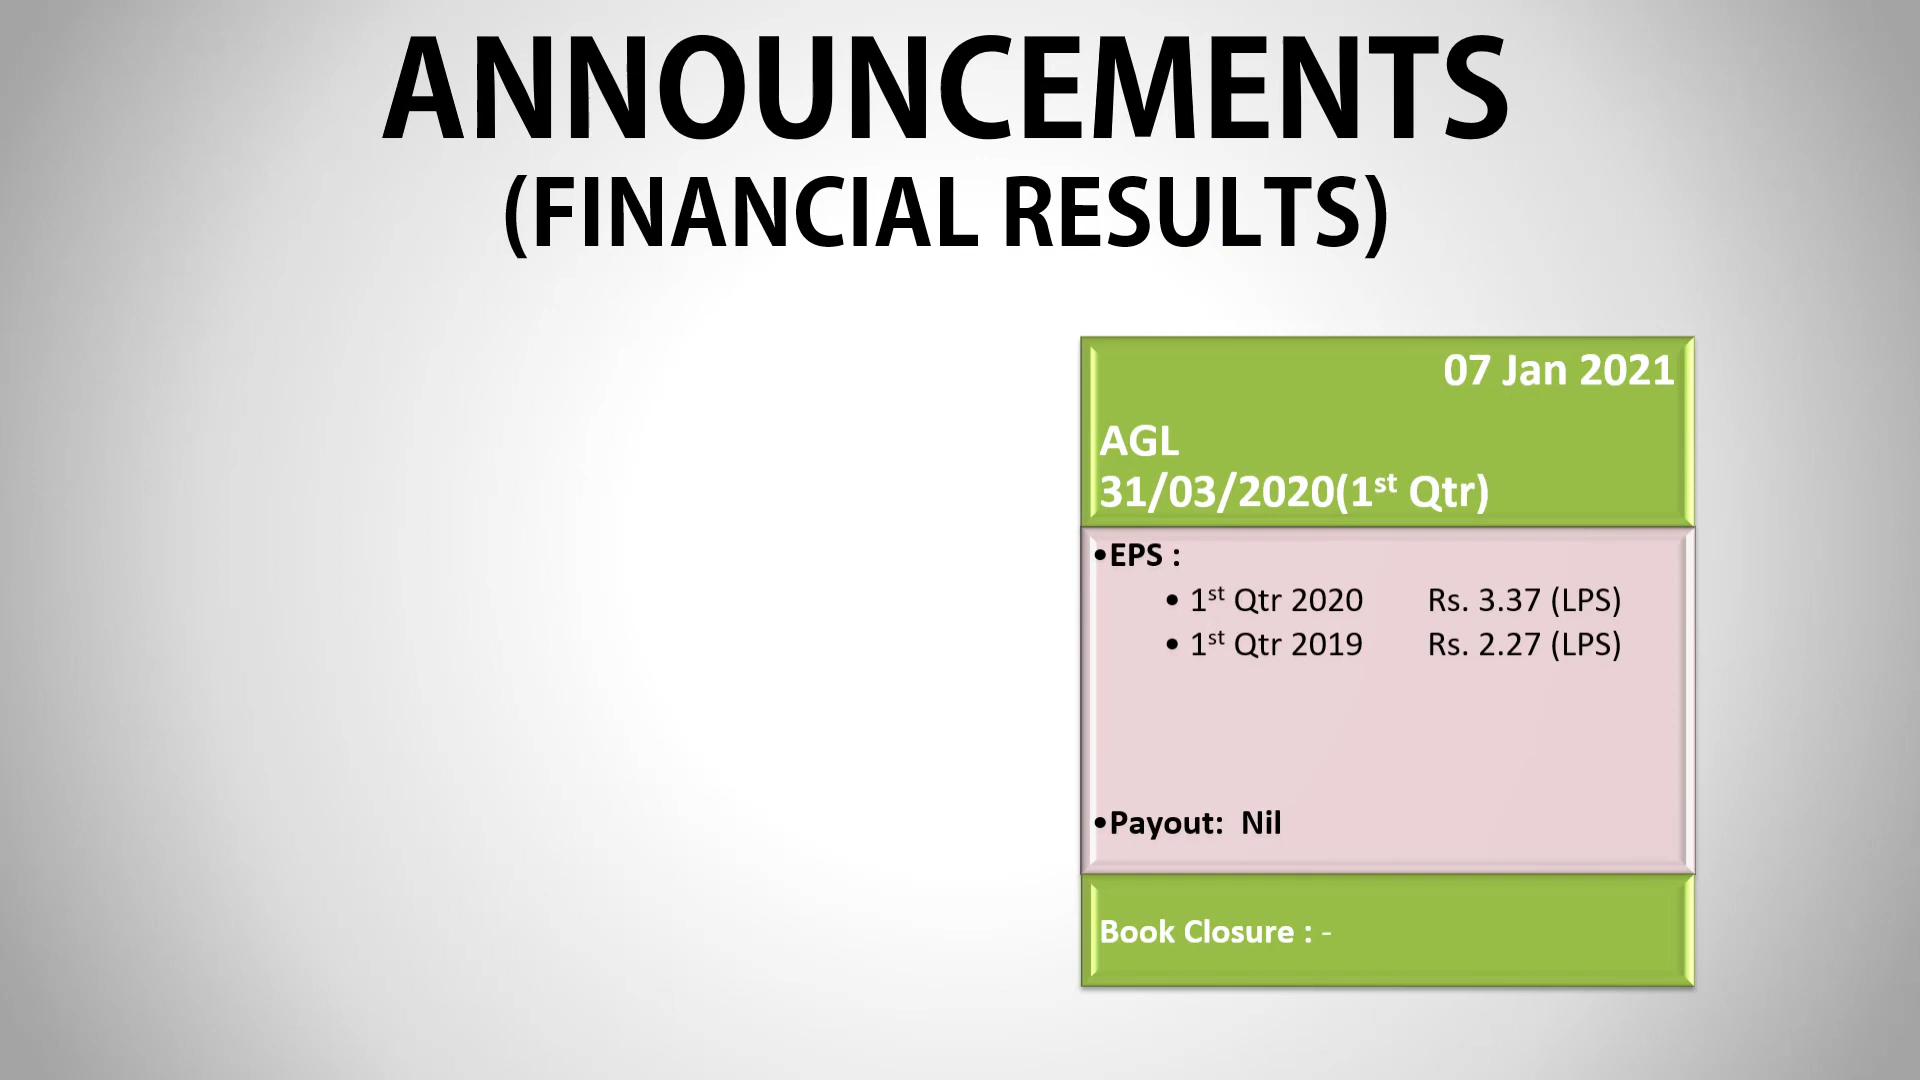 ANNOUNCEMENTS
(FINANCIAL RESULTS)
07 Jan 2021
AGL
31/03/2020(1st Qtr)
•EPS :
• 1st Qtr 2020 Rs. 3.37 (LPS)
• 1st Qtr 2019 Rs. 2.27 (LPS)
•Payout: Nil
Book Closure : -